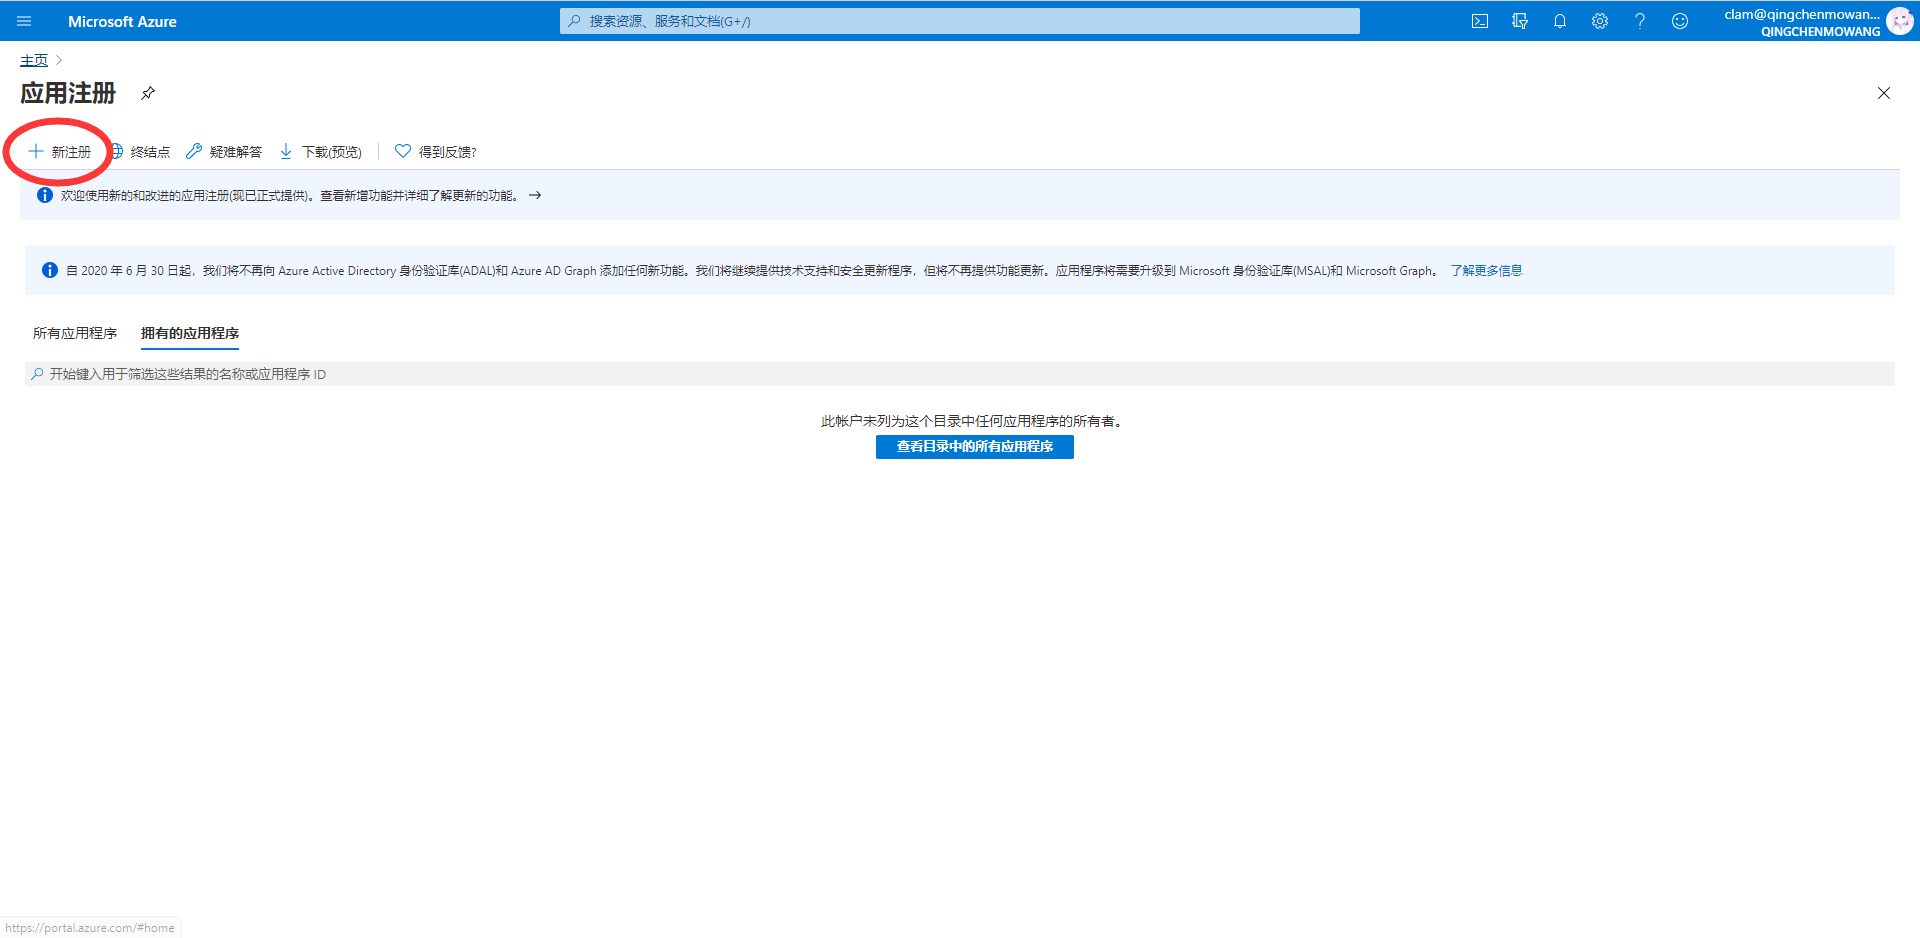 Microsoft Azure
搜索资源、服务和文档(G+/)
clam@qingchenmowan...
QINGCHENMOWANG
主页
应用注册
新注册
终结点
疑难解答
下载(预览)
得到反馈?
欢迎使用新的和改进的应用注册(现已正式提供)。查看新增功能并详细了解更新的功能。 →
自 2020 年 6 月 30 日起，我们将不再向 Azure Active Directory 身份验证库(ADAL)和 Azure AD Graph 添加任何新功能。我们将继续提供技术支持和安全更新程序，但将不再提供功能更新。应用程序将需要升级到 Microsoft 身份验证库(MSAL)和 Microsoft Graph。 了解更多信息
所有应用程序
拥有的应用程序
开始键入用于筛选这些结果的名称或应用程序 ID
此帐户未列为这个目录中任何应用程序的所有者。
查看目录中的所有应用程序
https://portal.azure.com/#home